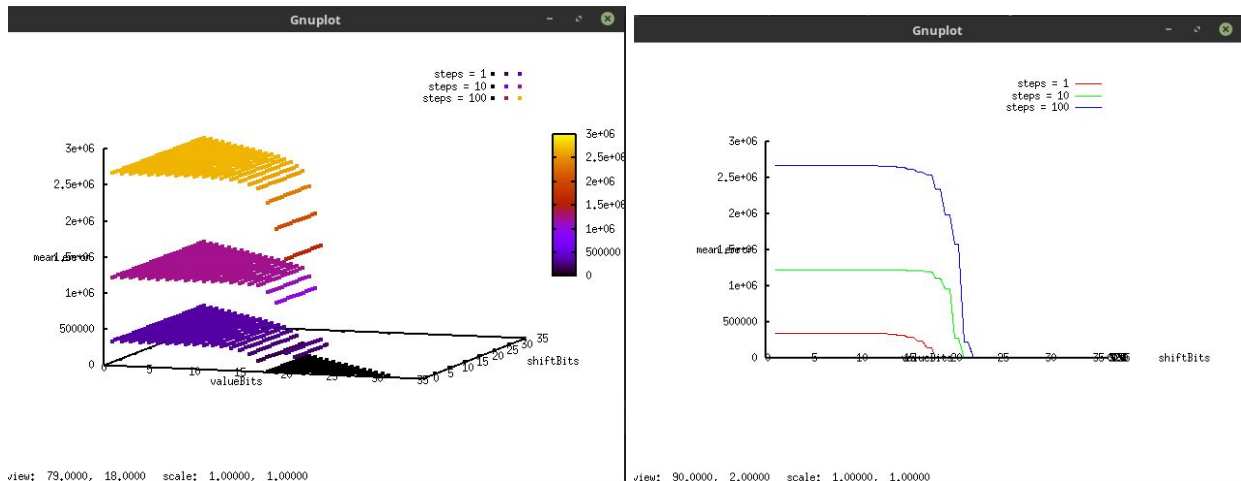 Gnuplot
steps = 1
steps = 10
steps = 100
3e+06
2.5e+06
2e+06
1.5e+06
1e+06
500000
0
3e+06
2.5e+06
2e+06
1e+06
500000
0
0
5
10
15
20
25
30
35
valueBits
0
5
10
15
20
25
30
35
shiftBits
view: 79.0000, 18.0000 scale: 1.00000, 1.00000
Gnuplot
steps = 1
steps = 10
steps = 100
3e+06
2.5e+06
2e+06
1e+06
500000
0
0
5
10
20
25
30
shiftBits
view: 90.0000, 2.00000 scale: 1.00000, 1.00000